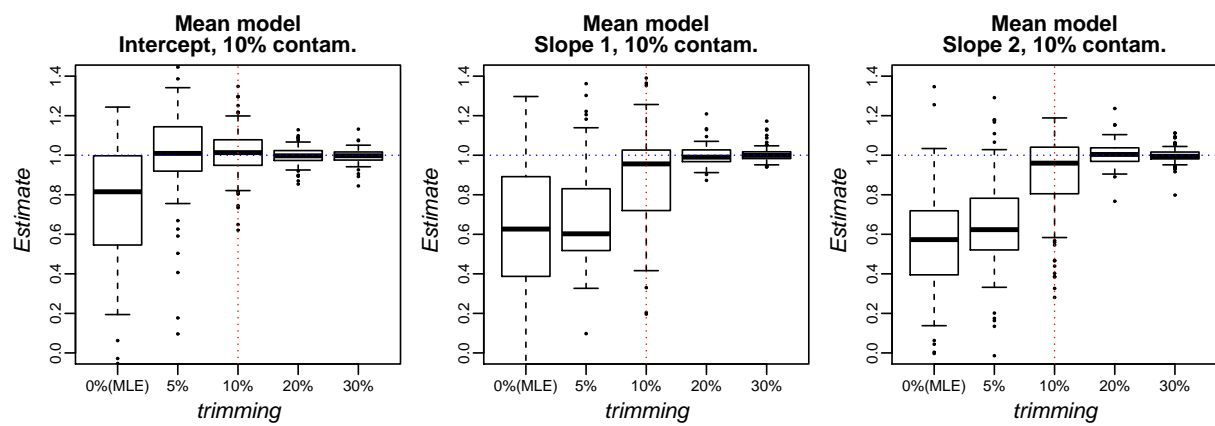 Mean model
Intercept, 10% contam.
Estimate
0.0 0.2 0.4 0.6 0.8 1.0 1.2 1.4
0%(MLE) 5% 10% 20% 30%
trimming
Mean model
Slope 1, 10% contam.
Estimate
0.0 0.2 0.4 0.6 0.8 1.0 1.2 1.4
0%(MLE) 5% 10% 20% 30%
trimming
Mean model
Slope 2, 10% contam.
Estimate
0.0 0.2 0.4 0.6 0.8 1.0 1.2 1.4
0%(MLE) 5% 10% 20% 30%
trimming